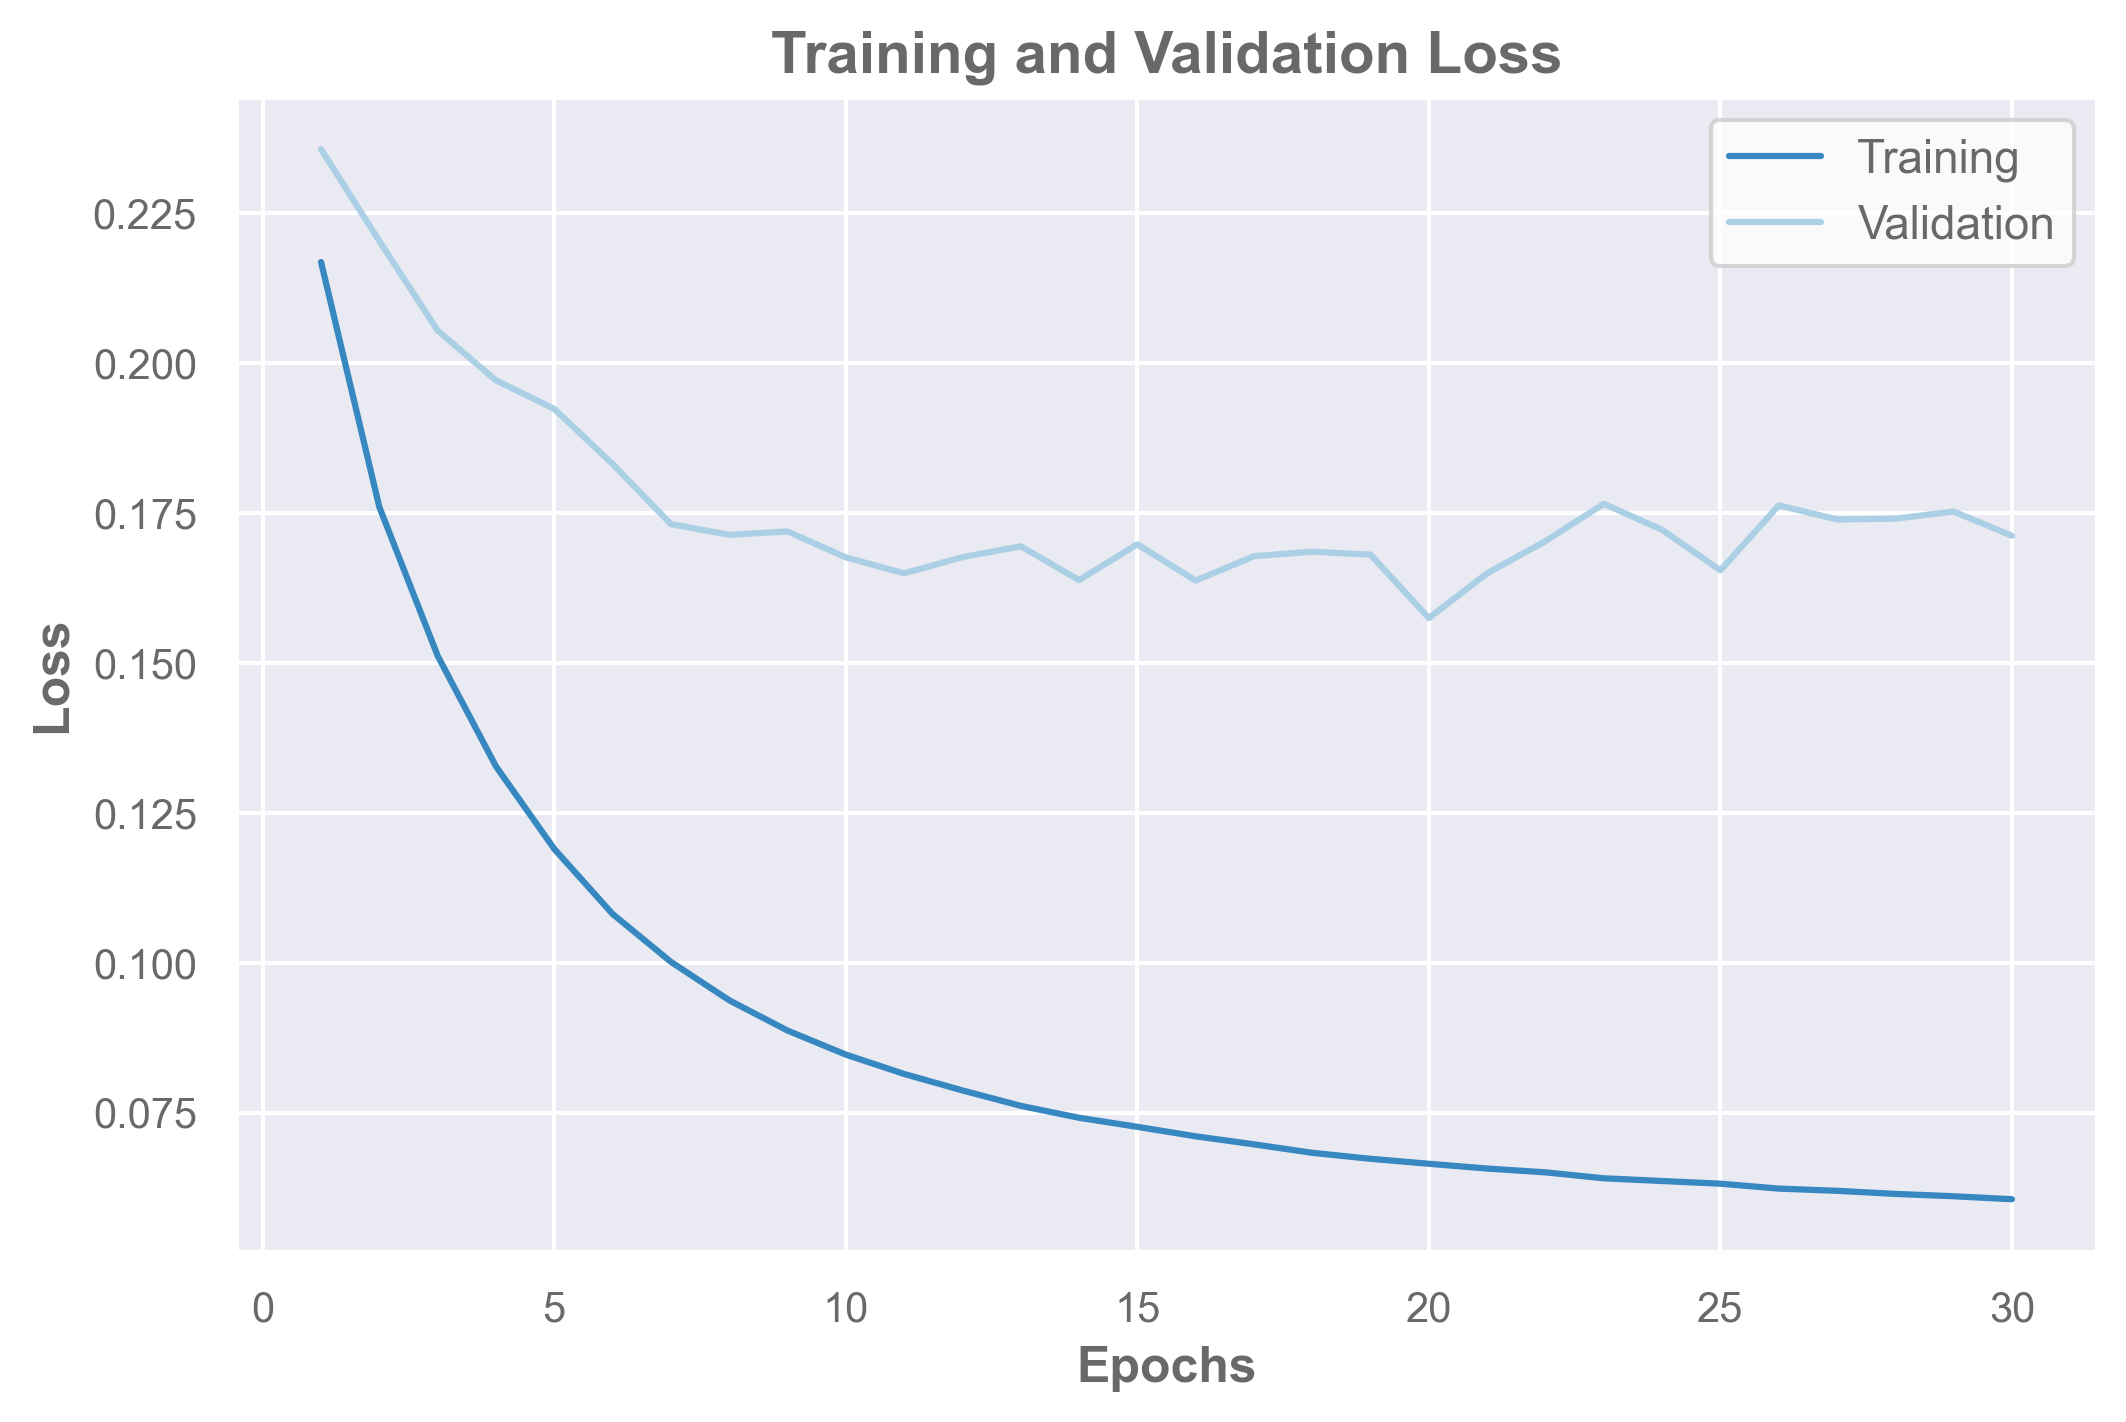 Training and Validation Loss
Training
Validation
0.225
0.200
0.175
0.150
0.125
0.100
0.075
Loss
0 5 10 15 20 25 30
Epochs